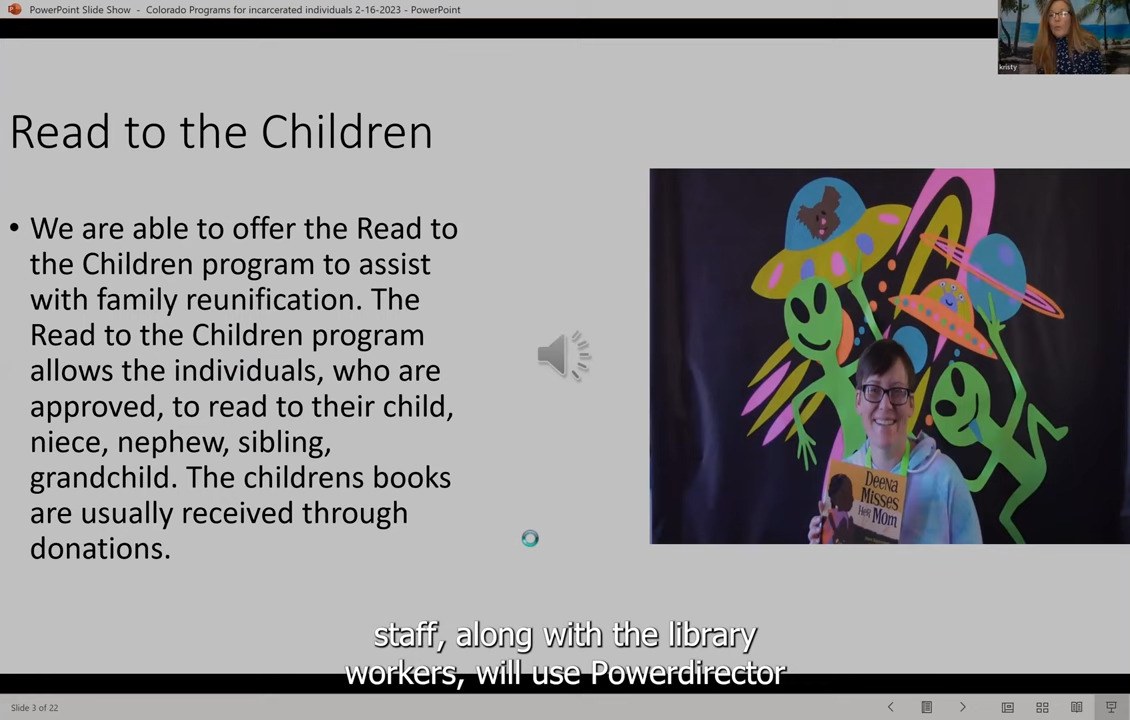 PowerPoint Slide Show - Colorado Programs for incarcerated individuals 2-16-2023 - PowerPoint
kristy
Read to the Children
• We are able to offer the Read to
the Children program to assist
with family reunification. The
Read to the Children program
allows the individuals, who are
approved, to read to their child,
niece, nephew, sibling,
grandchild. The childrens books
are usually received through
donations.
Deena
Misses
Her Mom
staff, along with the library
workers, will use Powerdirector
Slide 3 of 22